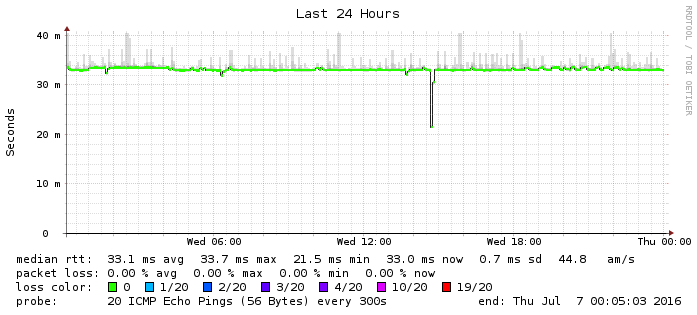 Last 24 Hours
RRDTOOL / TOBI OETIKER
Seconds
40 m
30 m
20 m
10 m
0
Wed 06:00 Wed 12:00 Wed 18:00 Thu 00:00
median rtt: 33.1 ms avg 33.7 ms max 21.5 ms min 33.0 ms now 0.7 ms sd 44.8 am/s
packet loss: 0.00 % avg 0.00 % max 0.00 % min 0.00 % now
loss color: 0 1/20 2/20 3/20 4/20 10/20 19/20
probe: 20 ICMP Echo Pings (56 Bytes) every 300s end: Thu Jul 7 00:05:03 2016